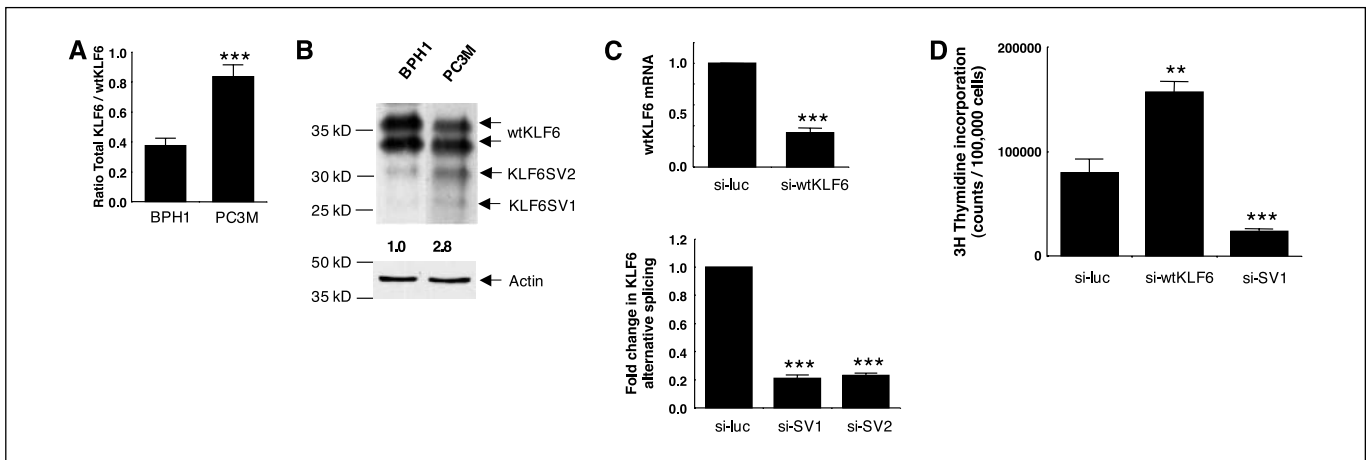 A
Ratio Total KLF6 / wtKLF6
1.0
0.8
0.6
0.4
0.2
0.0
***
BPH1
PC3M
B
BPH1
PC3M
35 kD
30 kD
25 kD
wtKLF6
KLF6SV2
KLF6SV1
1.0
2.8
50 kD
35 kD
Actin
C
wtKLF6 mRNA
1.0
0.5
0.0
***
si-luc
si-wtKLF6
Fold change in KLF6
alternative splicing
1.2
1.0
0.8
0.6
0.4
0.2
0.0
***
***
si-luc
si-SV1
si-SV2
D
3H Thymidine incorporation
(counts / 100,000 cells)
200000
100000
0
**
***
si-luc
si-wtKLF6
si-SV1